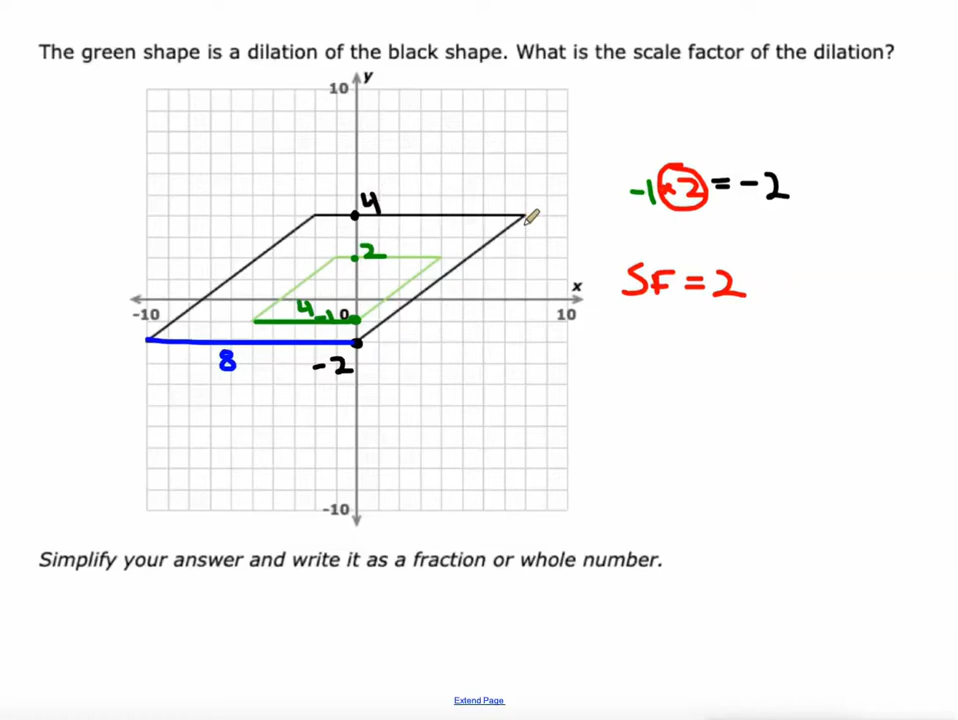 The green shape is a dilation of the black shape. What is the scale factor of the dilation?
y
10
-1 × 2 = -2
4
2
SF = 2
x
-10
4
-1
0
10
8
-2
-10
Simplify your answer and write it as a fraction or whole number.
Extend Page